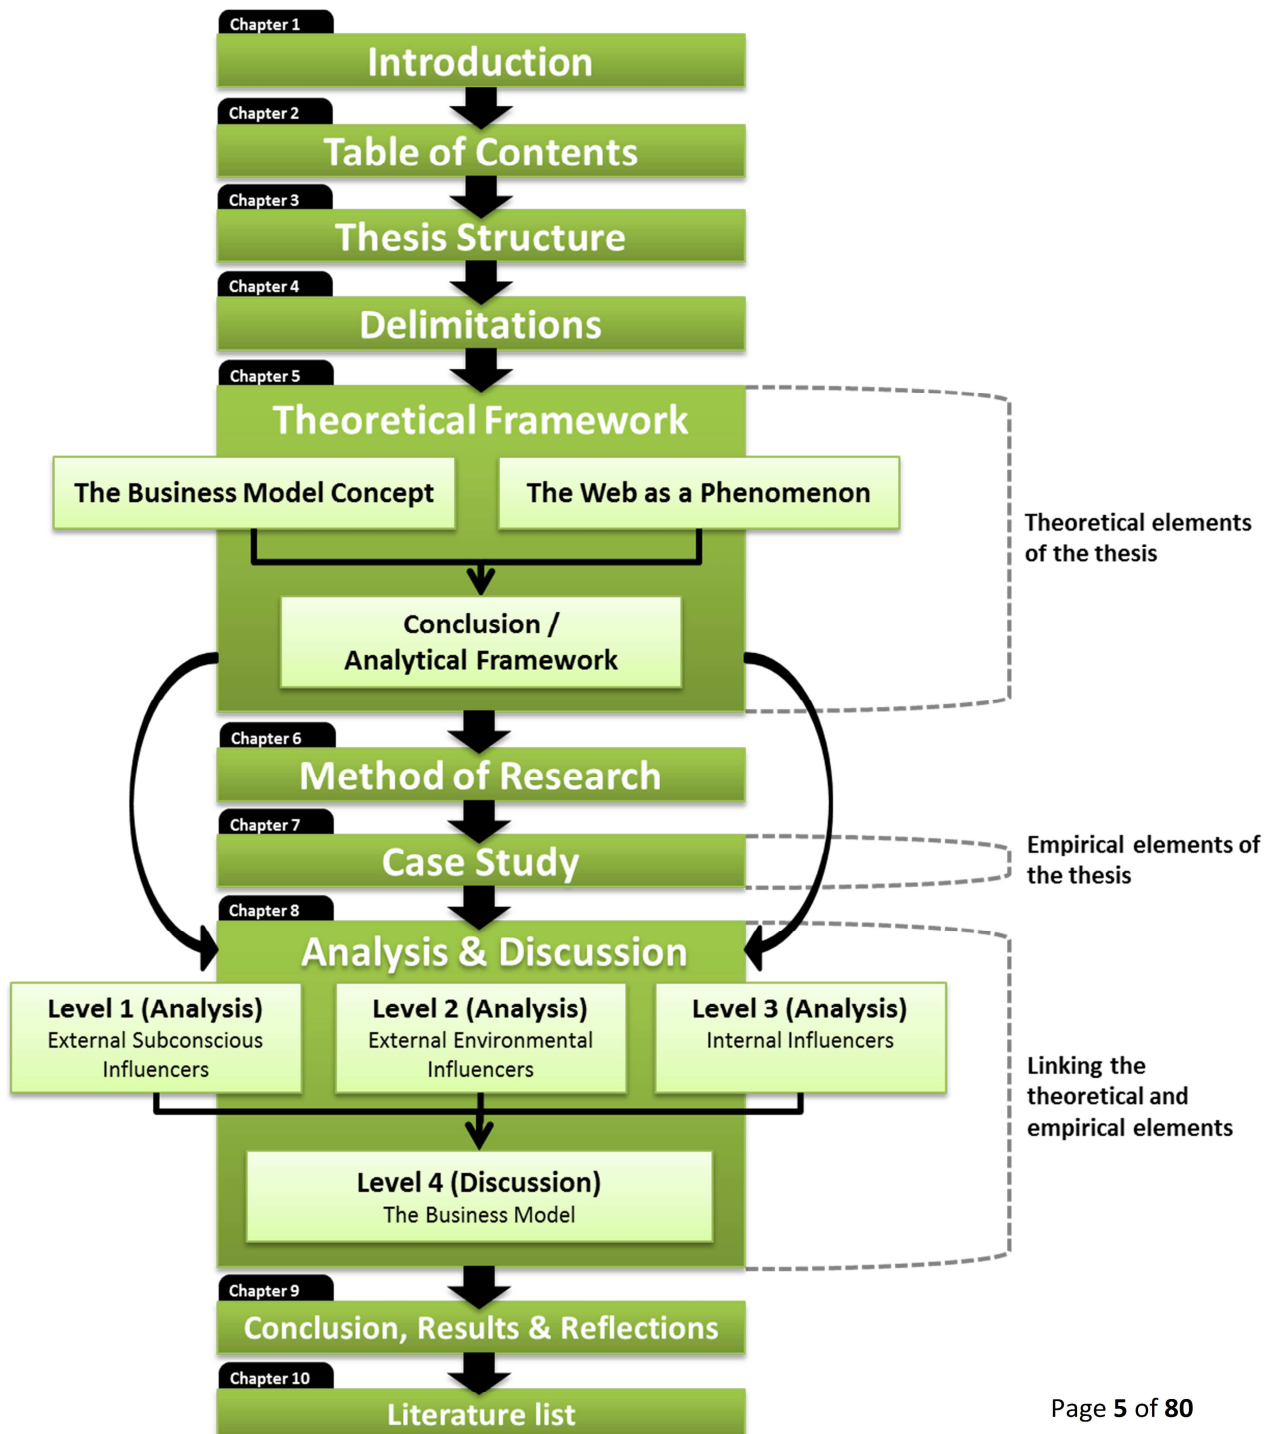 Chapter 1
Introduction
Chapter 2
Table of Contents
Chapter 3
Thesis Structure
Chapter 4
Delimitations
Chapter 5
Theoretical Framework
The Business Model Concept
The Web as a Phenomenon
Theoretical elements
of the thesis
Conclusion /
Analytical Framework
Chapter 6
Method of Research
Chapter 7
Case Study
Empirical elements of
the thesis
Chapter 8
Analysis & Discussion
Level 1 (Analysis)
External Subconscious
Influencers
Level 2 (Analysis)
External Environmental
Influencers
Level 3 (Analysis)
Internal Influencers
Linking the
theoretical and
empirical elements
Level 4 (Discussion)
The Business Model
Chapter 9
Conclusion, Results & Reflections
Chapter 10
Literature list
Page 5 of 80